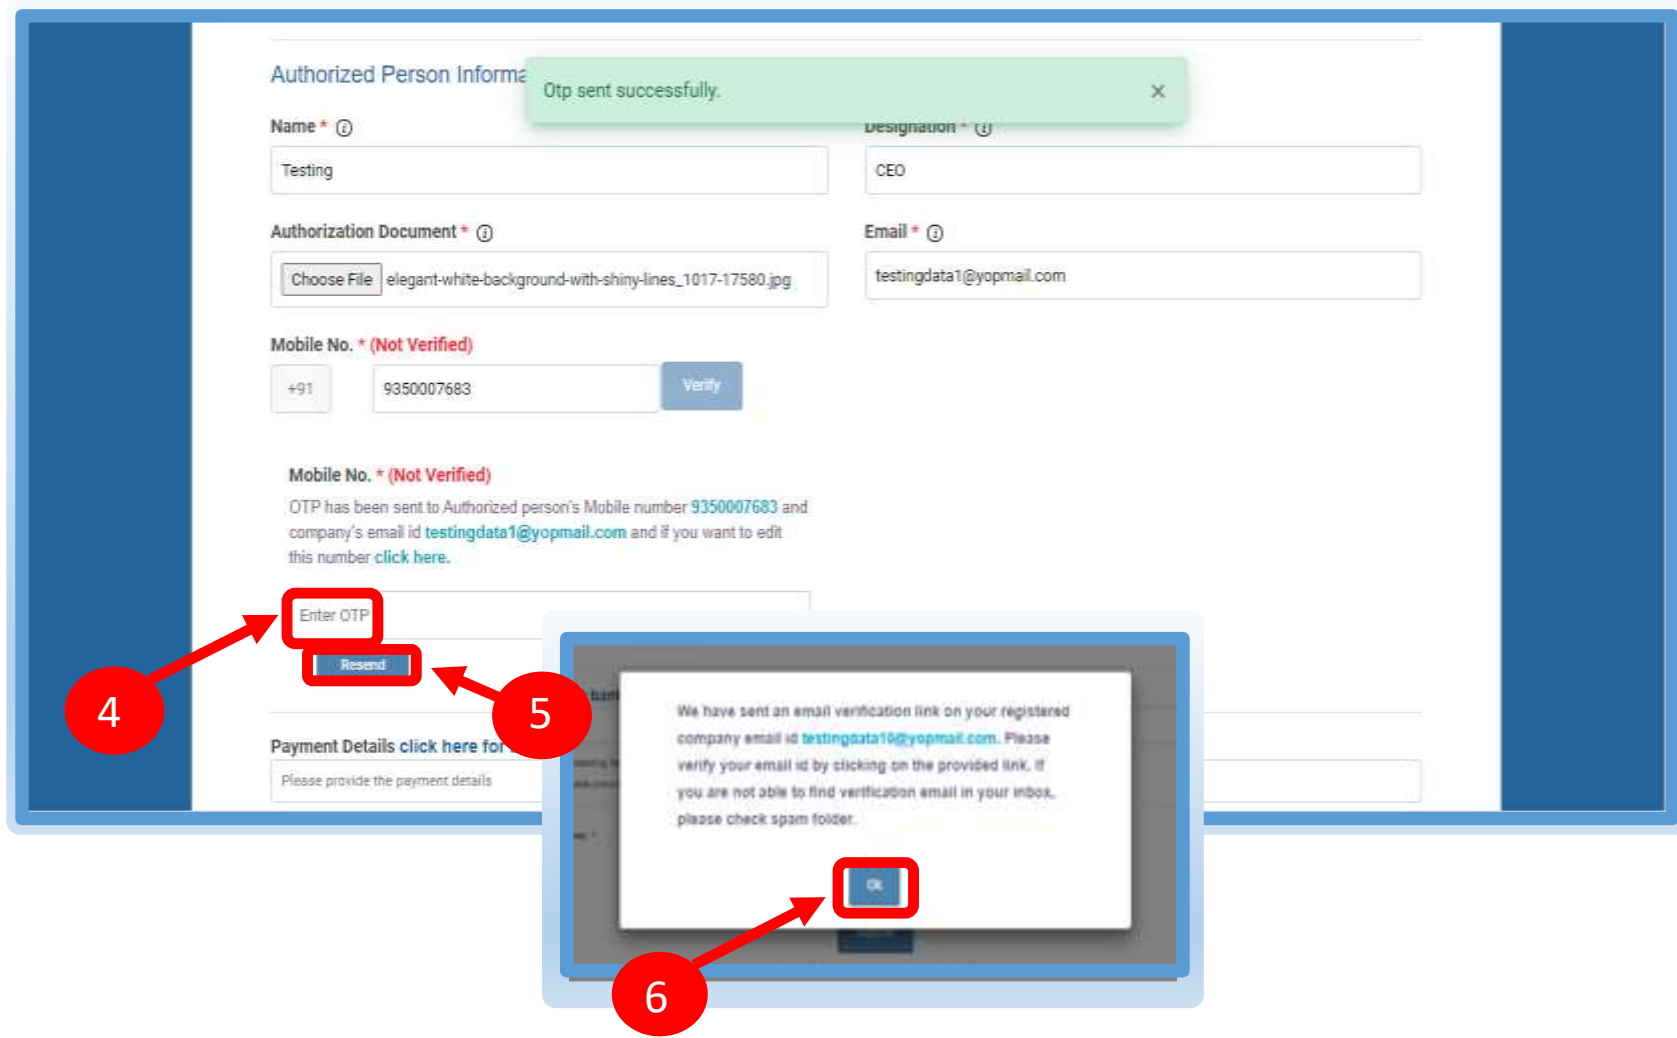 Authorized Person Informa
Otp sent successfully. ×
Name * Designation *
Testing CEO
Authorization Document * Email *
Choose File elegant-white-background-with-shiny-lines_1017-17580.jpg testingdata1@yopmail.com
Mobile No. * (Not Verified)
+91 9350007683 Verify
Mobile No. * (Not Verified)
OTP has been sent to Authorized person's Mobile number 9350007683 and
company's email id testingdata1@yopmail.com and if you want to edit
this number click here.
Enter OTP
Resend
4
5
Payment Details click here for
Please provide the payment details
We have sent an email verification link on your registered
company email id testingdata10@yopmail.com. Please
verify your email id by clicking on the provided link. If
you are not able to find verification email in your inbox,
please check spam folder.
Ok
6